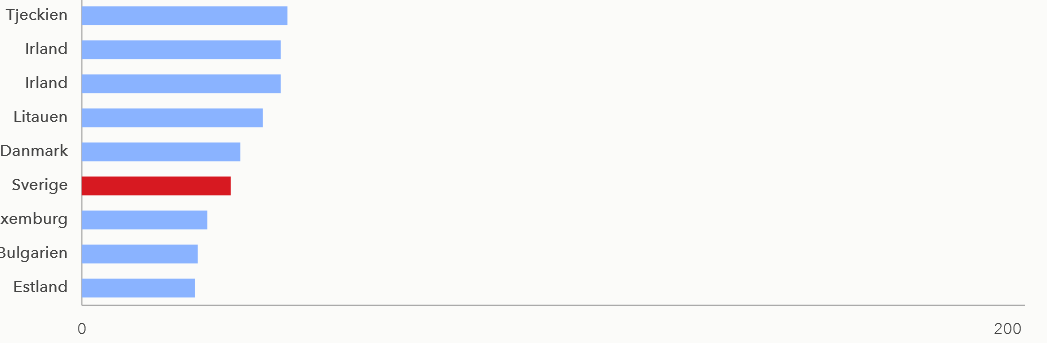 Tjeckien
Irland
Irland
Litauen
Danmark
Sverige
xemburg
Bulgarien
Estland
0 200